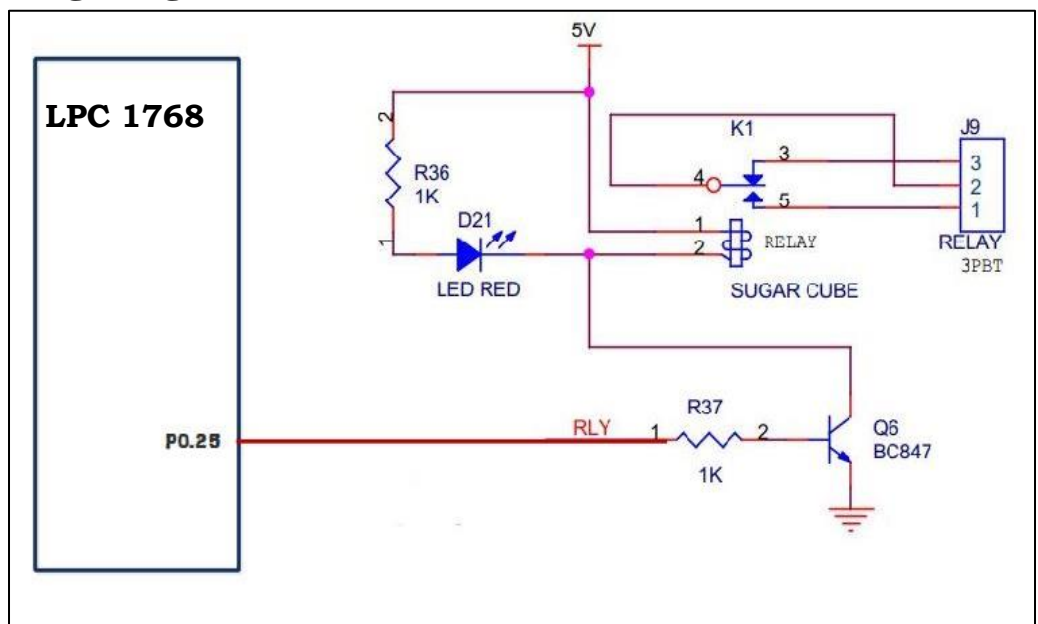 5V
LPC 1768
2
R36
1K
1
D21
LED RED
K1
4
3
5
J9
3
2
1
RELAY
3PBT
1
2
RELAY
SUGAR CUBE
P0.25
RLY
1
R37
2
1K
Q6
BC847